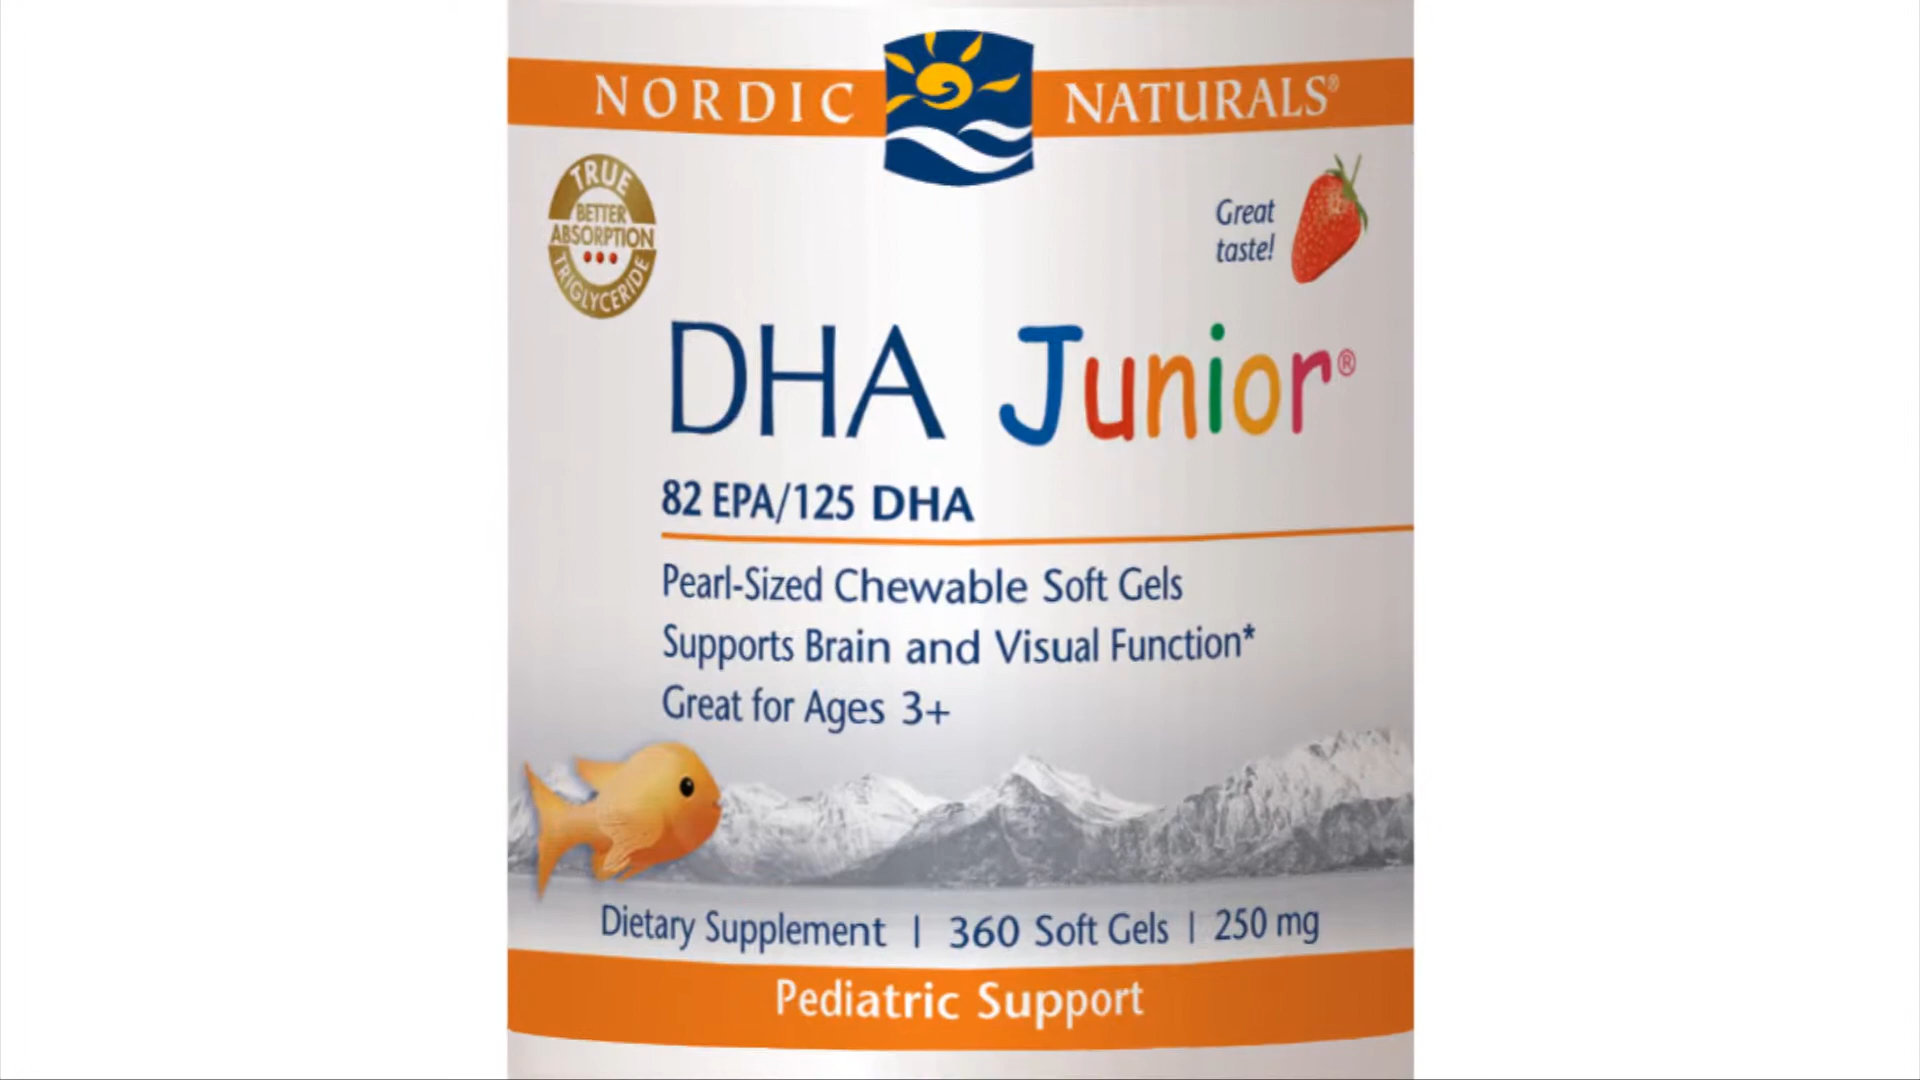 NORDIC NATURALS®
TRUE
BETTER
ABSORPTION
TRIGLYCERIDE
Great
taste!
DHA Junior®
82 EPA/125 DHA
Pearl-Sized Chewable Soft Gels
Supports Brain and Visual Function*
Great for Ages 3+
Dietary Supplement | 360 Soft Gels | 250 mg
Pediatric Support